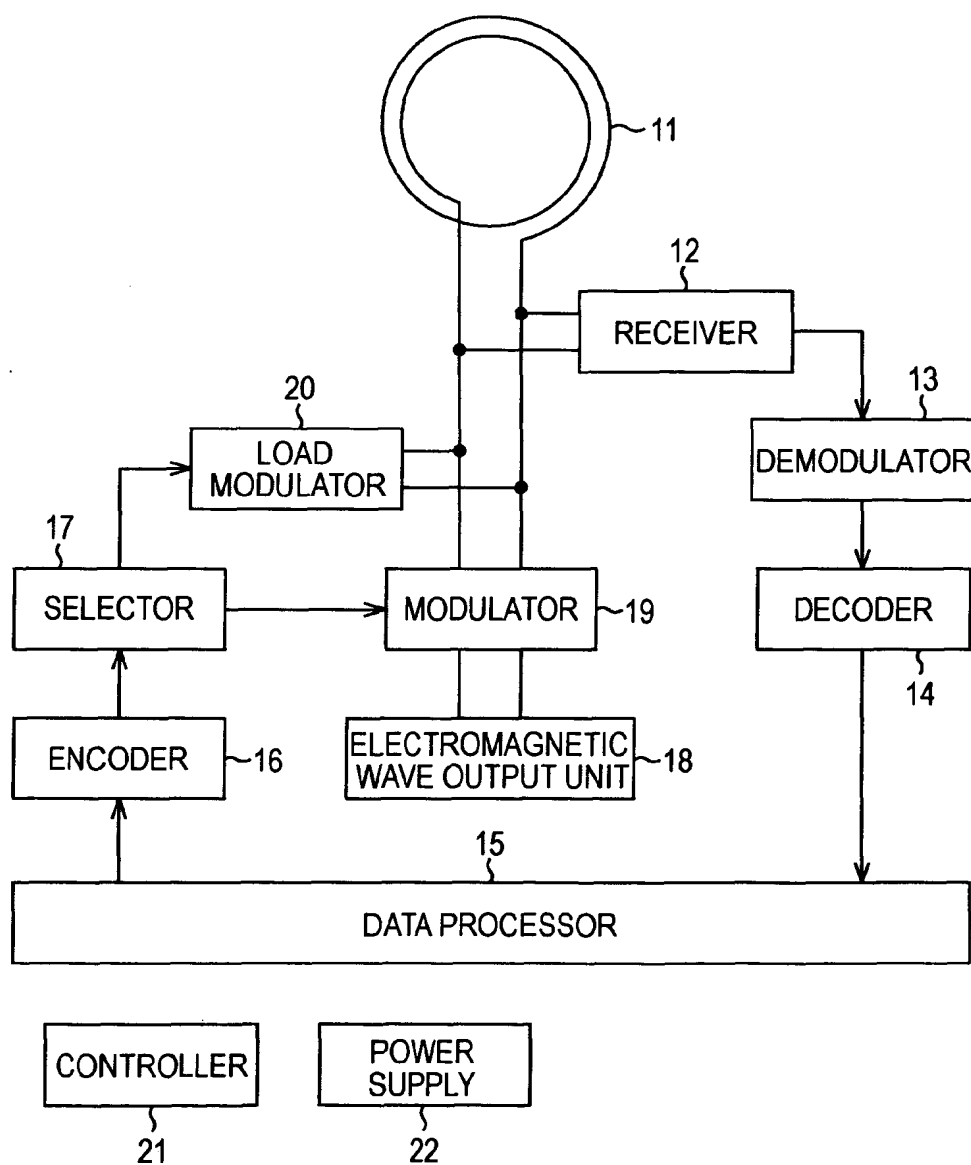 11
12
RECEIVER
13
DEMODULATOR
20
LOAD
MODULATOR
17
SELECTOR
MODULATOR
19
DECODER
14
ENCODER
16
ELECTROMAGNETIC
WAVE OUTPUT UNIT
18
15
DATA PROCESSOR
CONTROLLER
21
POWER
SUPPLY
22